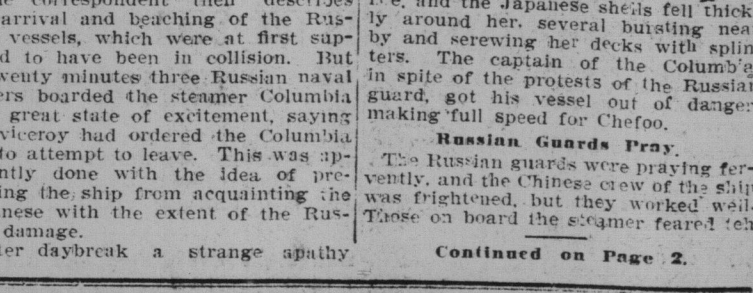 correspondent then describes
arrival and beaching of the Rus-
vessels, which were at first sup-
d to have been in collision. But
wenty minutes three Russian naval
ers boarded the steamer Columbia
great state of excitement, saying
viceroy had ordered the Columbia
to attempt to leave. This was ap-
ntly done with the idea of pre-
ing the ship from acquainting the
nese with the extent of the Rus-
damage.
ter daybreak a strange apathy
and the Japanese shells fell thick
ly around her, several bursting nea
by and serewing her decks with splin
ters. The captain of the Columbia
in spite of the protests of the Russian
guard, got his vessel out of danger
making full speed for Chefoo.
Russian Guards Pray.
The Russian guards were praying fer-
vently, and the Chinese crew of the ship
was frightened, but they worked well.
Those on board the steamer feared
Continued on Page 2.